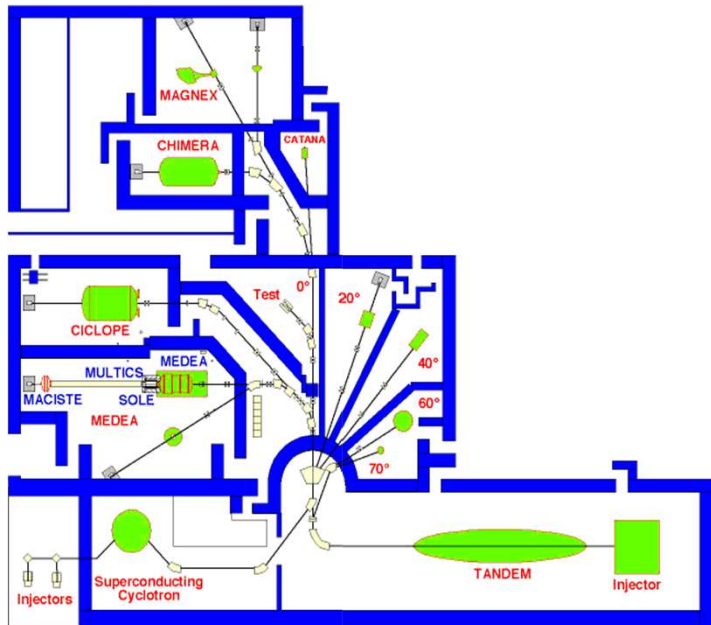 MAGNEX
CATANA
CHIMERA
0°
Test
20°
CICLOPE
40°
MEDEA
MULTICS
60°
MACISTE
SOLE
MEDEA
70°
TANDEM
Superconducting
Cyclotron
Injector
Injectors